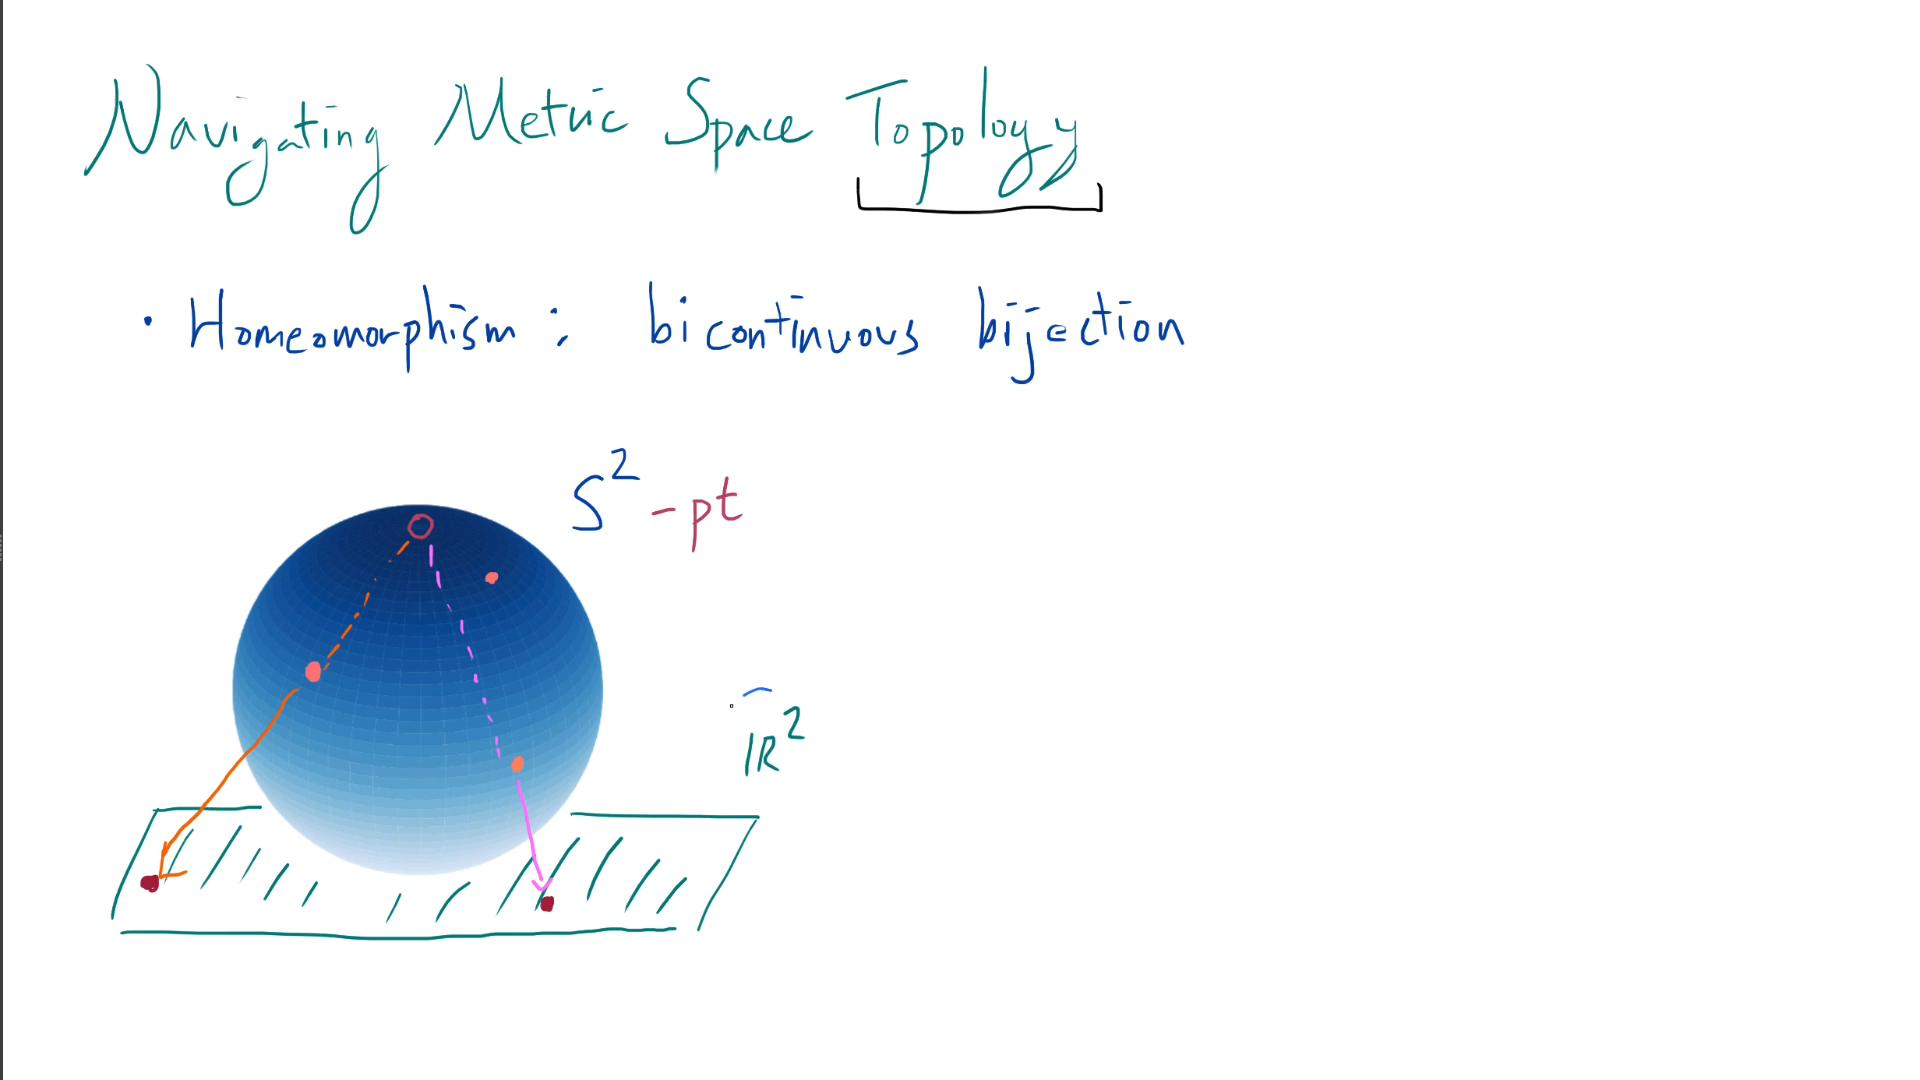 Navigating Metric Space Topology
• Homeomorphism : bicontinuous bijection
S² - pt
ℝ²